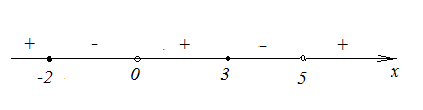 + - + - +
-2 0 3 5 x